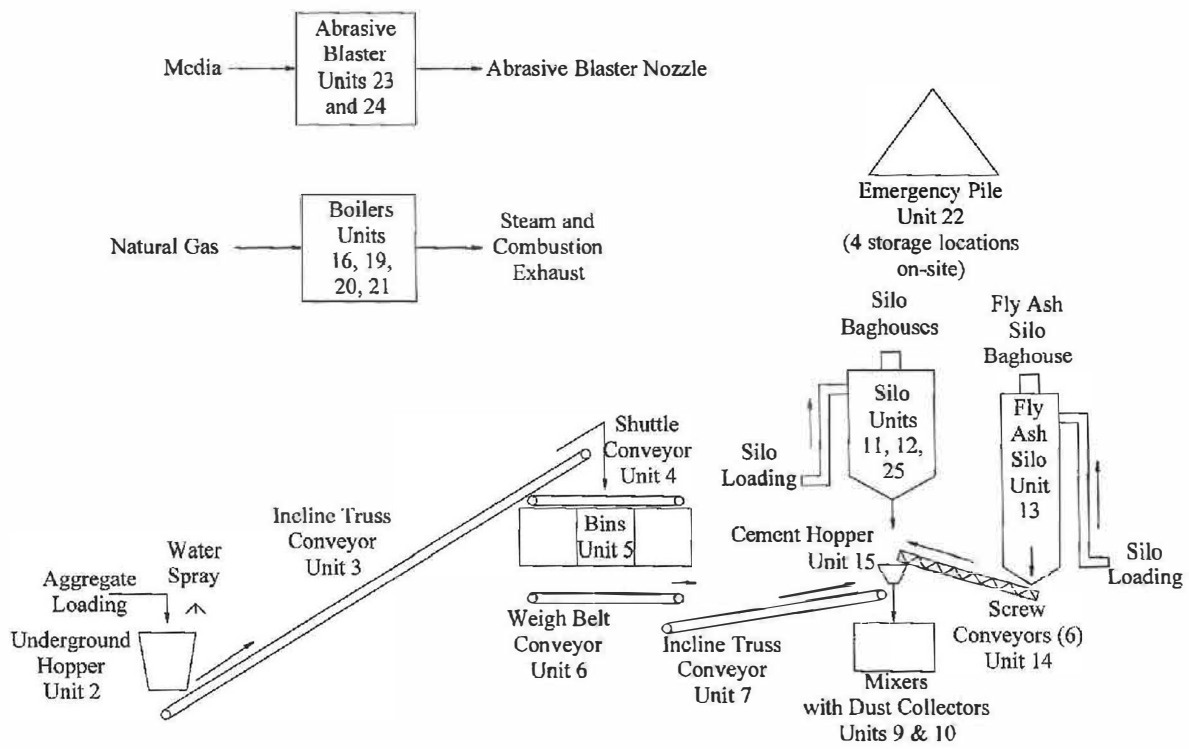 Media
Abrasive
Blaster
Units 23
and 24
Abrasive Blaster Nozzle
Natural Gas
Boilers
Units
16, 19,
20, 21
Steam and
Combustion
Exhaust
Emergency Pile
Unit 22
(4 storage locations
on-site)
Silo
Baghouses
Fly Ash
Silo
Baghouse
Silo
Units
11, 12,
25
Fly
Ash
Silo
Unit
13
Silo
Loading
Silo
Loading
Shuttle
Conveyor
Unit 4
Incline Truss
Conveyor
Unit 3
Bins
Unit 5
Cement Hopper
Unit 15
Water
Spray
Aggregate
Loading
Underground
Hopper
Unit 2
Weigh Belt
Conveyor
Unit 6
Incline Truss
Conveyor
Unit 7
Screw
Conveyors (6)
Unit 14
Mixers
with Dust Collectors
Units 9 & 10